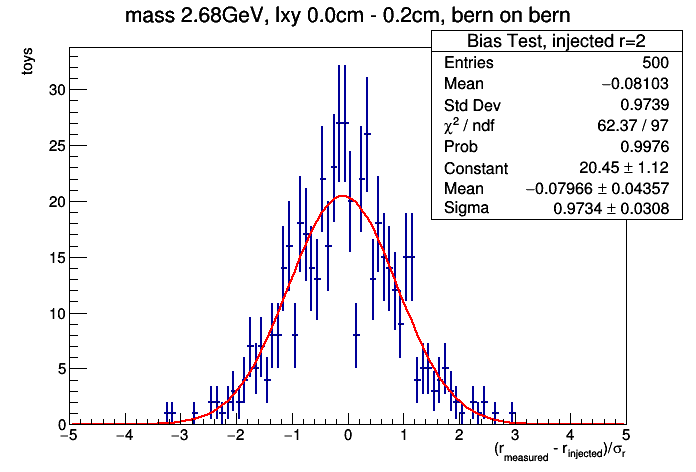 mass 2.68GeV, lxy 0.0cm - 0.2cm, bern on bern
Bias Test, injected r=2
Entries 500
Mean −0.08103
Std Dev 0.9739
χ² / ndf 62.37 / 97
Prob 0.9976
Constant 20.45 ± 1.12
Mean −0.07966 ± 0.04357
Sigma 0.9734 ± 0.0308
toys
30
25
20
15
10
5
0
−5 −4 −3 −2 −1 0 1 2 3 4 5
(r_measured - r_injected)/σ_r